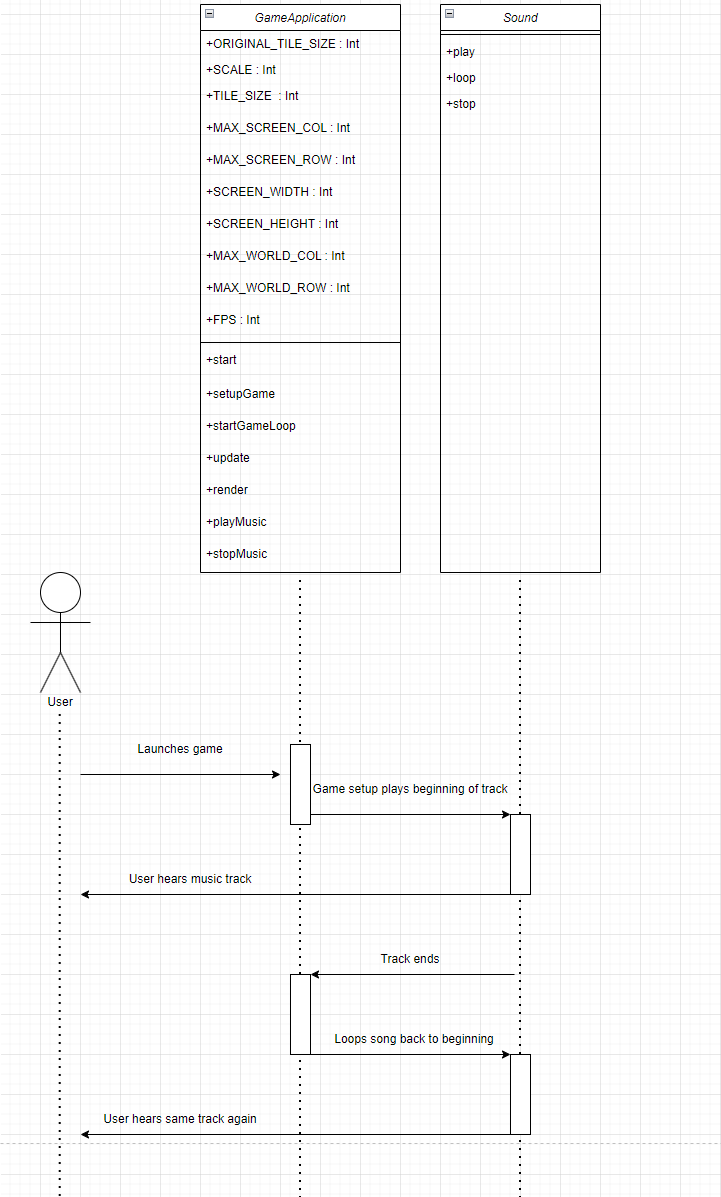 GameApplication
+ORIGINAL_TILE_SIZE : Int
+SCALE : Int
+TILE_SIZE : Int
+MAX_SCREEN_COL : Int
+MAX_SCREEN_ROW : Int
+SCREEN_WIDTH : Int
+SCREEN_HEIGHT : Int
+MAX_WORLD_COL : Int
+MAX_WORLD_ROW : Int
+FPS : Int
+start
+setupGame
+startGameLoop
+update
+render
+playMusic
+stopMusic
Sound
+play
+loop
+stop
User
Launches game
Game setup plays beginning of track
User hears music track
Track ends
Loops song back to beginning
User hears same track again